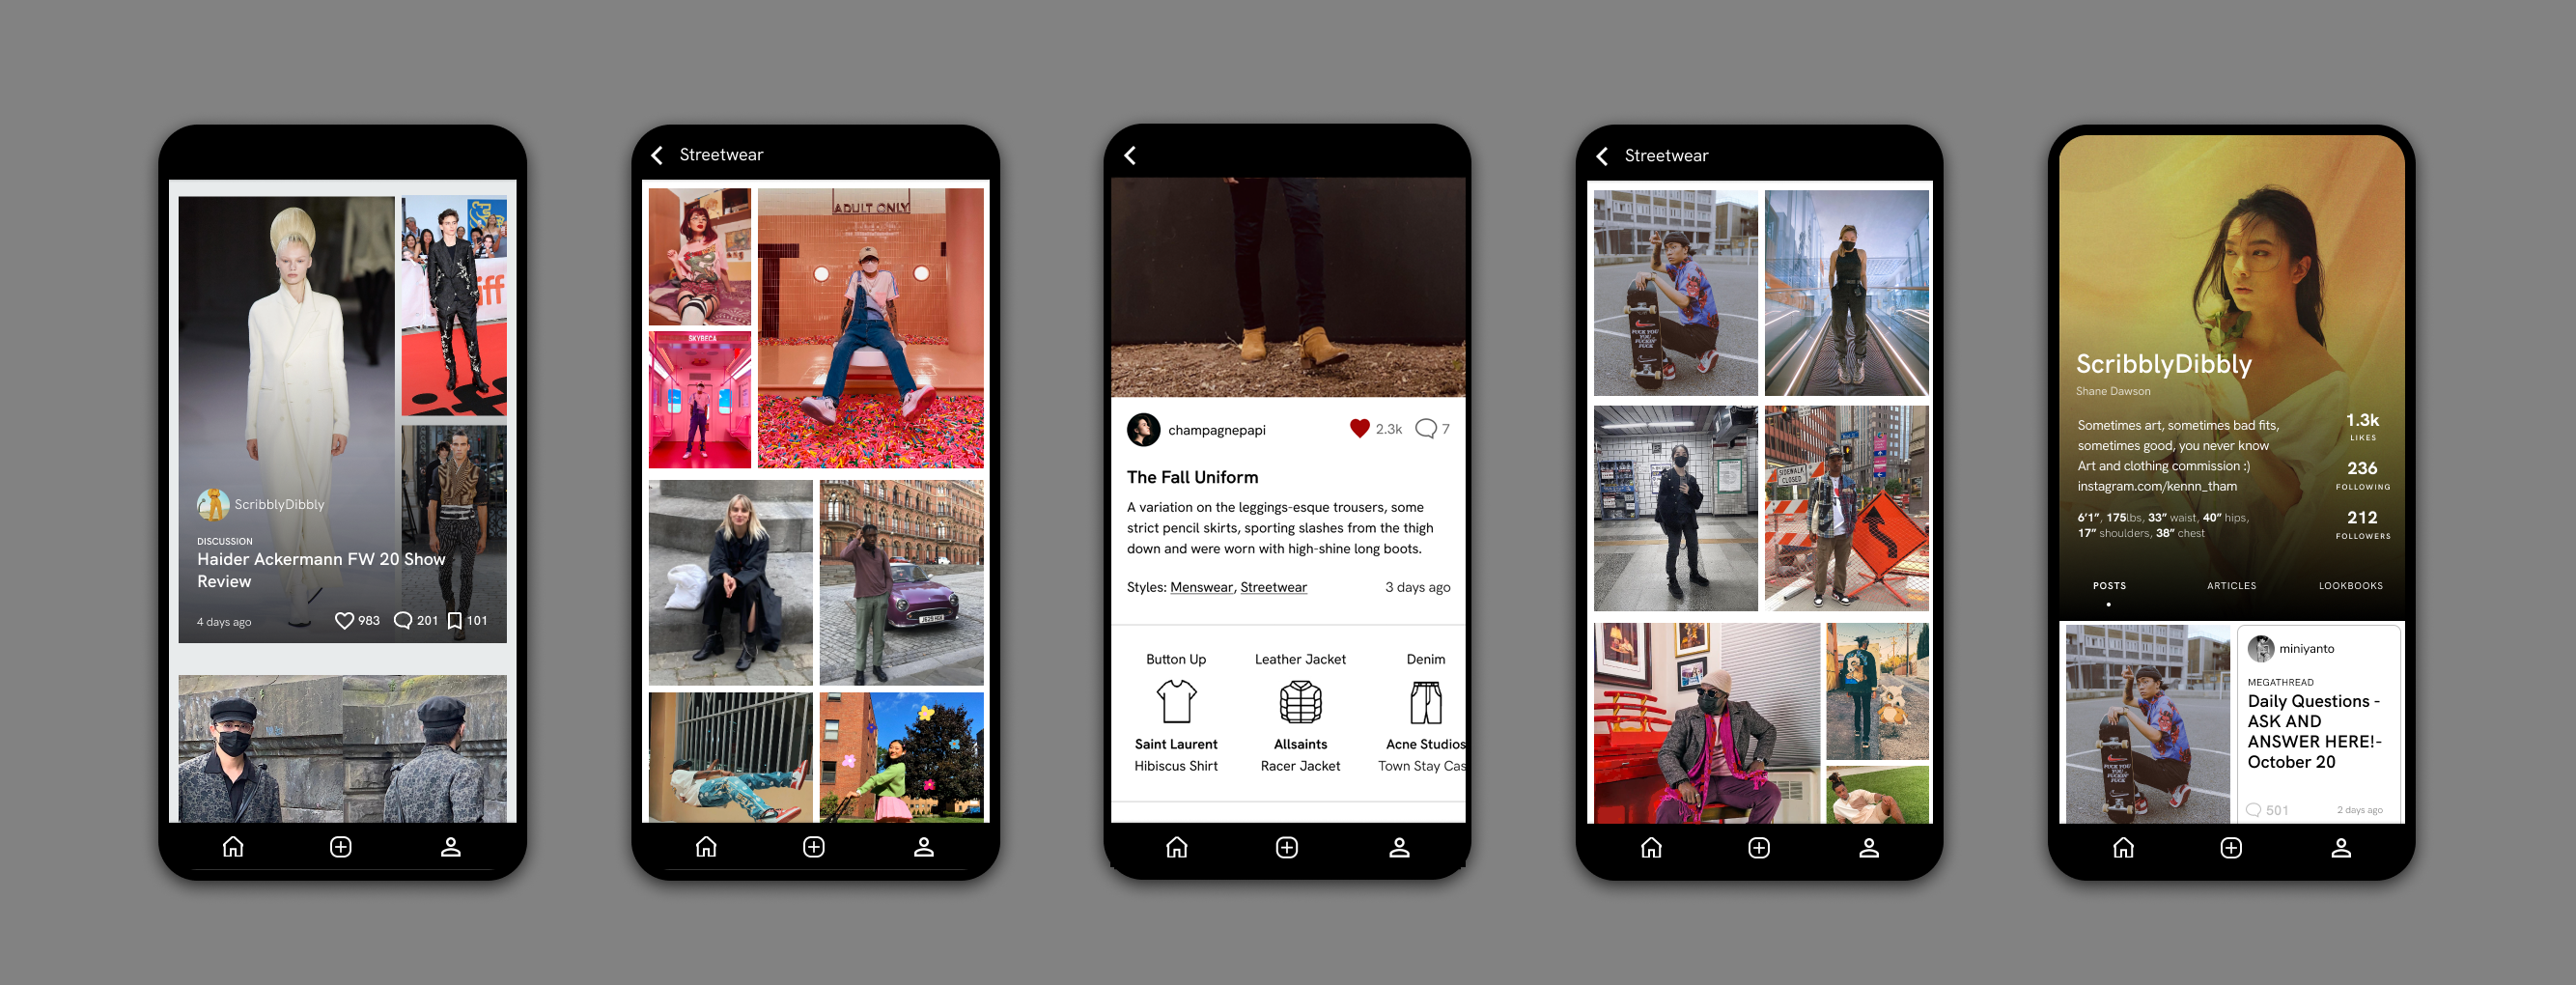 iff
ScribblyDibbly
DISCUSSION
Haider Ackermann FW 20 Show
Review
4 days ago
983
201
101
Streetwear
ADULT ONLY
SKYBECA
champagnepapi
2.3k
7
The Fall Uniform
A variation on the leggings-esque trousers, some
strict pencil skirts, sporting slashes from the thigh
down and were worn with high-shine long boots.
Styles: Menswear, Streetwear
3 days ago
Button Up
Leather Jacket
Denim
Saint Laurent
Allsaints
Acne Studios
Hibiscus Shirt
Racer Jacket
Town Stay Cas
Streetwear
SIDEWALK
CLOSED
ScribblyDibbly
Shane Dawson
Sometimes art, sometimes bad fits,
sometimes good, you never know
Art and clothing commission :)
instagram.com/kennn_tham
6'1", 175lbs, 33" waist, 40" hips,
17" shoulders, 38" chest
1.3k
LIKES
236
FOLLOWING
212
FOLLOWERS
POSTS
ARTICLES
LOOKBOOKS
miniyanto
MEGATHREAD
Daily Questions -
ASK AND
ANSWER HERE!-
October 20
501
2 days ago